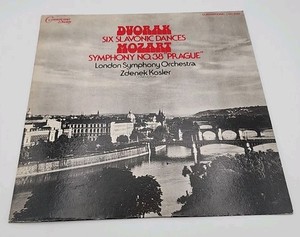 DVORAK
SIX SLAVONIC DANCES
MOZART
SYMPHONY NO. 38 "PRAGUE"
London Symphony Orchestra
Zdenek Kosler